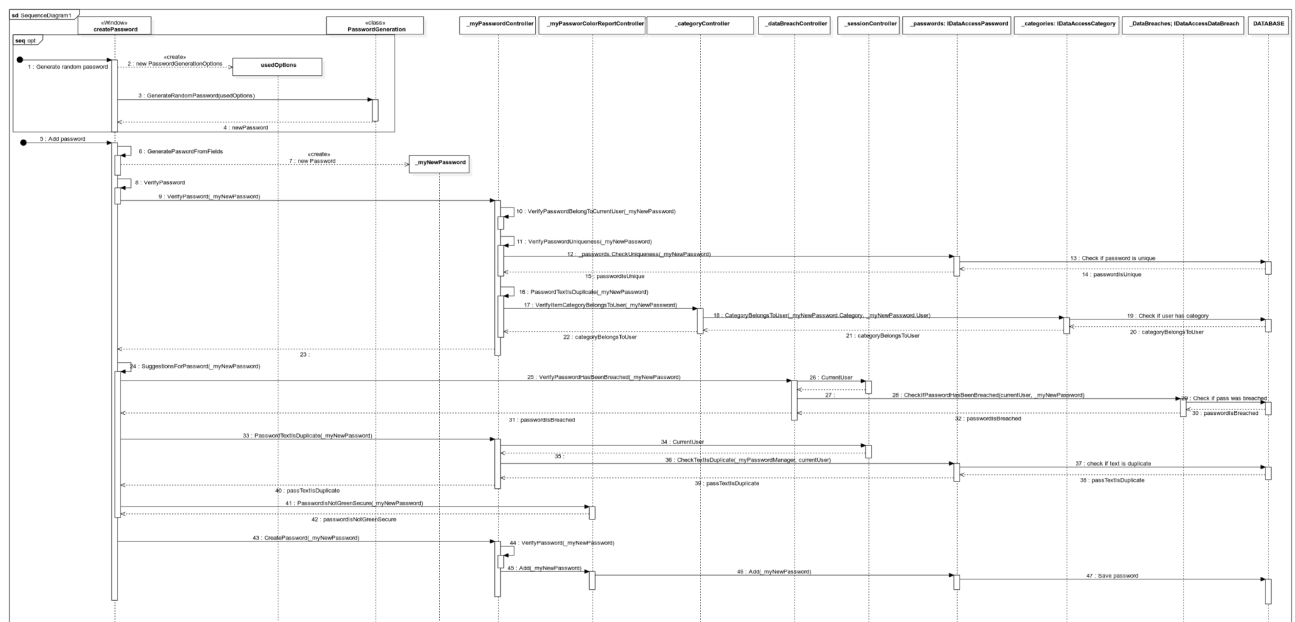 sd SequenceDiagram1
«Window»
createPassword
«class»
PasswordGeneration
_myPasswordController
_myPassworColorReportController
_categoryController
_dataBreachController
_sessionController
_passwords: IDataAccessPassword
_categories: IDataAccessCategory
_DataBreaches; IDataAccessDataBreach
DATABASE
seq opt
1 : Generate random password
«create»
2 : new PasswordGenerationOptions
usedOptions
3 : GenerateRandomPassword(usedOptions)
4 : newPassword
5 : Add password
6 : GeneratePaswordFromFields
«create»
7 : new Password
_myNewPassword
8 : VerifyPassword
9 : VerifyPassword(_myNewPassword)
10 : VerifyPasswordBelongToCurrentUser(_myNewPassword)
11 : VerifyPasswordUniqueness(_myNewPassword)
12 : _passwords.CheckUniqueness(_myNewPassword)
13 : Check if password is unique
14 : passwordIsUnique
15 : passwordIsUnique
16 : PasswordTextIsDuplicate(_myNewPassword)
17 : VerifyItemCategoryBelongsToUser(_myNewPassword)
18 : CategoryBelongsToUser(_myNewPassword.Category, _myNewPassword.User)
19 : Check if user has category
20 : categoryBelongsToUser
21 : categoryBelongsToUser
22 : categoryBelongsToUser
23 :
24 : SuggestionsForPassword(_myNewPassword)
25 : VerifyPasswordHasBeenBreached(_myNewPassword)
26 : CurrentUser
27 :
28 : CheckIfPasswordHasBeenBreached(currentUser, _myNewPassword)
29 : Check if pass was breached
30 : passwordIsBreached
31 : passwordIsBreached
32 : passwordIsBreached
33 : PasswordTextIsDuplicate(_myNewPassword)
34 : CurrentUser
35 :
36 : CheckTextIsDuplicate(_myPasswordManager, currentUser)
37 : check if text is duplicate
38 : passTextIsDuplicate
39 : passTextIsDuplicate
40 : passTextIsDuplicate
41 : PasswordIsNotGreenSecure(_myNewPassword)
42 : passwordIsNotGreenSecure
43 : CreatePassword(_myNewPassword)
44 : VerifyPassword(_myNewPassword)
45 : Add(_myNewPassword)
46 : Add(_myNewPassword)
47 : Save password